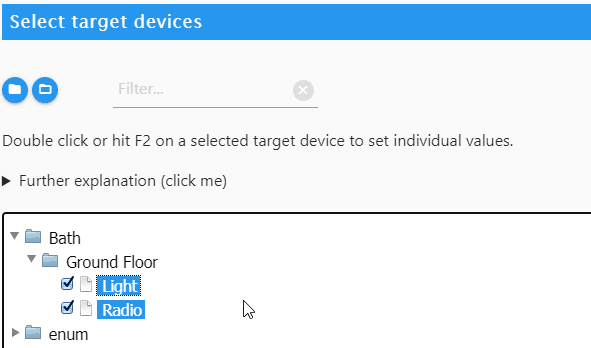 Select target devices
Filter...
Double click or hit F2 on a selected target device to set individual values.
Further explanation (click me)
Bath
Ground Floor
Light
Radio
enum